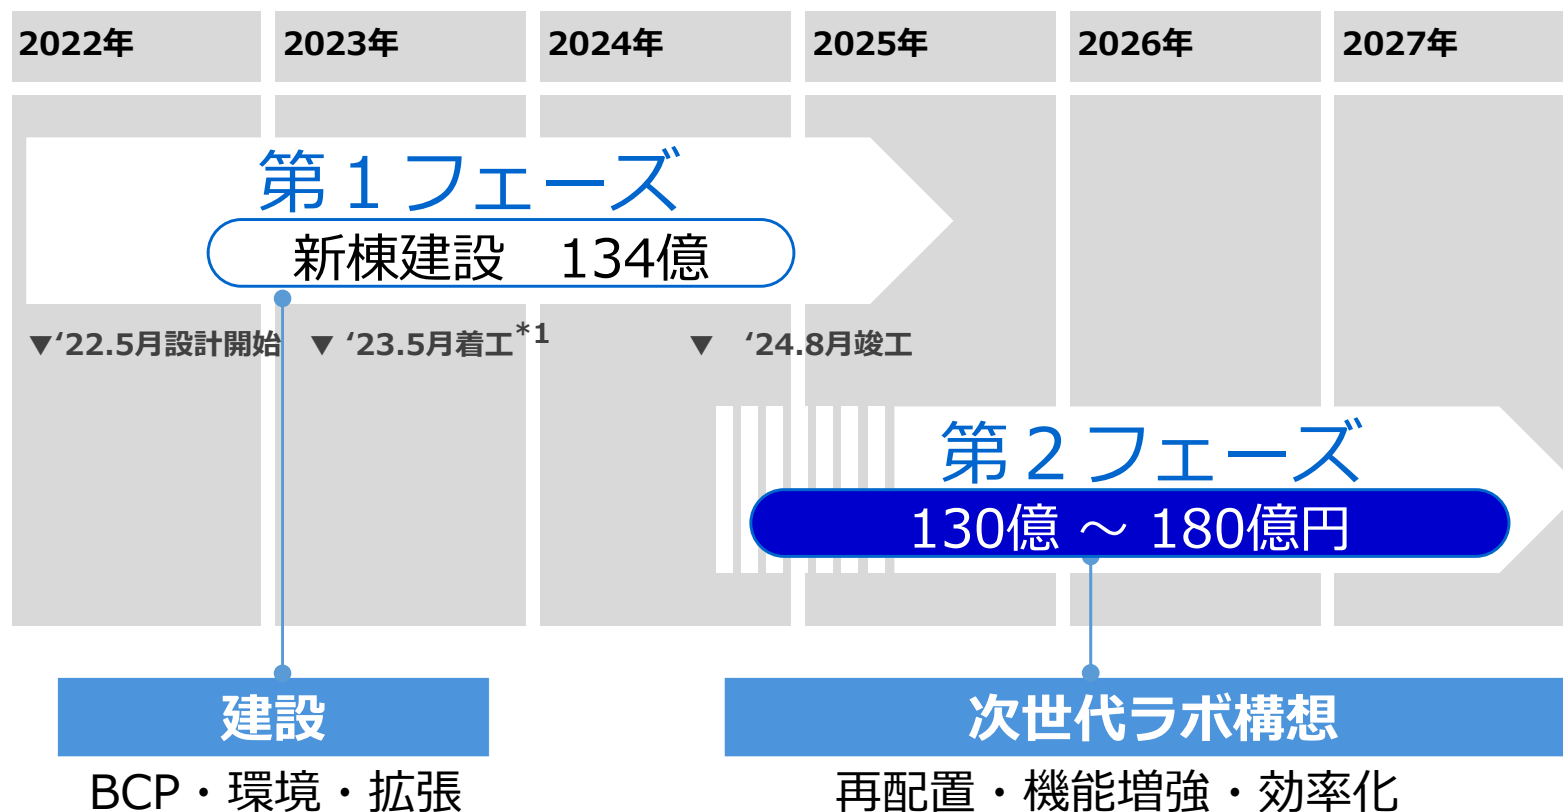 2022年 2023年 2024年 2025年 2026年 2027年
第１フェーズ
新棟建設　134億
▼‘22.5月設計開始 ▼ ‘23.5月着工*1 ▼ ‘24.8月竣工
第２フェーズ
130億 ～ 180億円
建設 次世代ラボ構想
BCP・環境・拡張 再配置・機能増強・効率化